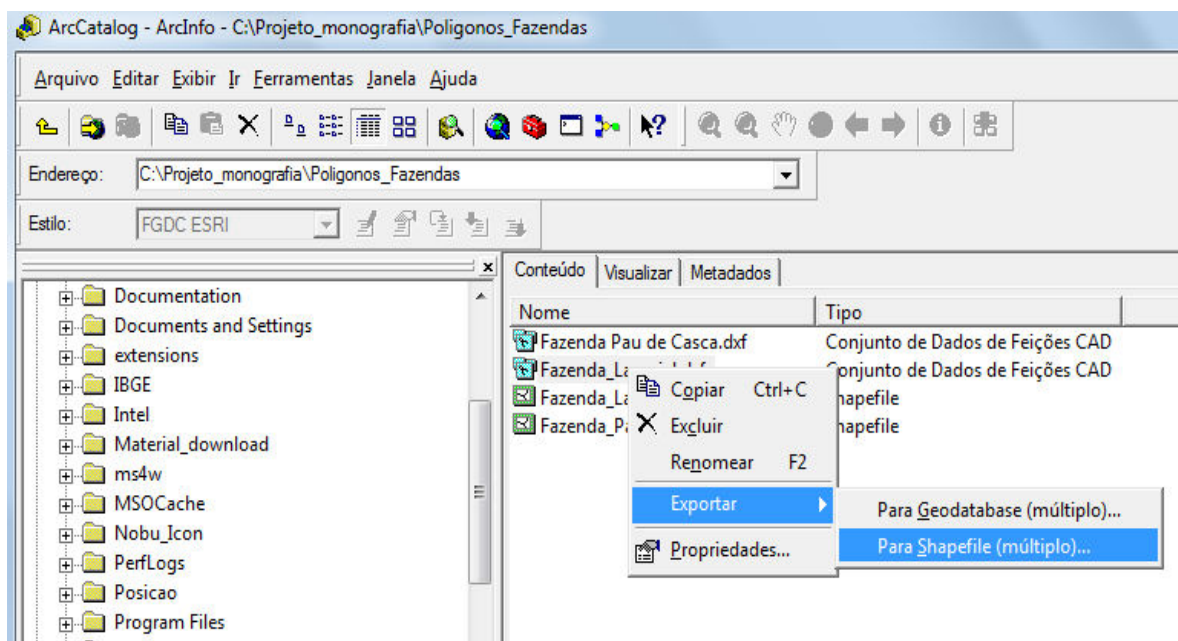 ArcCatalog - ArcInfo - C:\Projeto_monografia\Poligonos_Fazendas
Arquivo Editar Exibir Ir Ferramentas Janela Ajuda
Endereço: C:\Projeto_monografia\Poligonos_Fazendas
Estilo: FGDC ESRI
Conteúdo Visualizar Metadados
Nome Tipo
Fazenda Pau de Casca.dxf Conjunto de Dados de Feições CAD
Conjunto de Dados de Feições CAD
Copiar Ctrl+C
Excluir
Renomear F2
Exportar
Propriedades...
Para Geodatabase (múltiplo)...
Para Shapefile (múltiplo)...
Documentation
Documents and Settings
extensions
IBGE
Intel
Material_download
ms4w
MSOCache
Nobu_Icon
PerfLogs
Posicao
Program Files